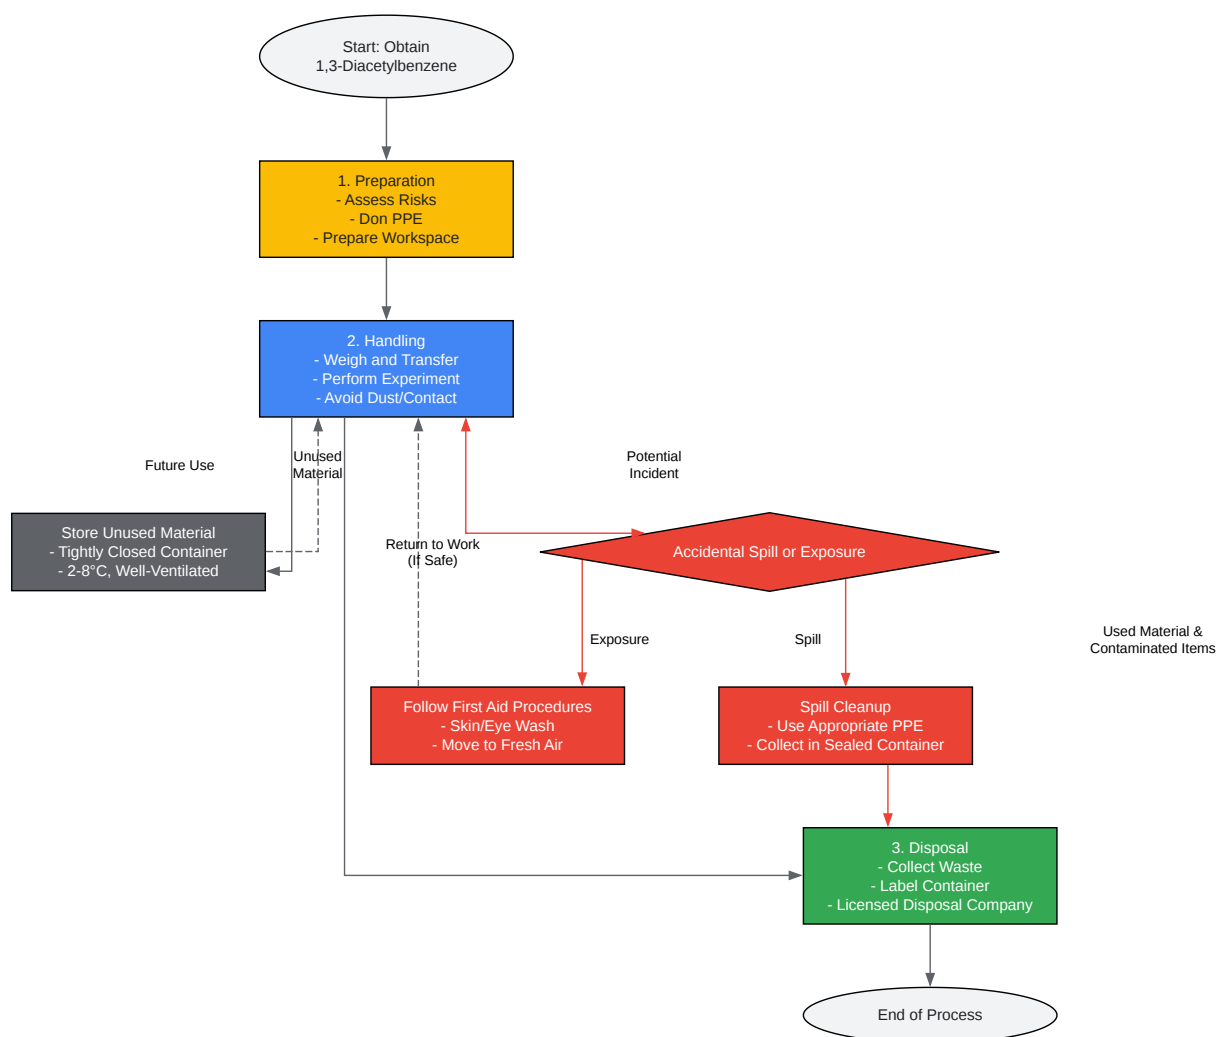 Start: Obtain
1,3-Diacetylbenzene
1. Preparation
- Assess Risks
- Don PPE
- Prepare Workspace
2. Handling
- Weigh and Transfer
- Perform Experiment
- Avoid Dust/Contact
Future Use
Unused
Material
Potential
Incident
Store Unused Material
- Tightly Closed Container
- 2-8°C, Well-Ventilated
Return to Work
(If Safe)
Accidental Spill or Exposure
Exposure
Spill
Used Material &
Contaminated Items
Follow First Aid Procedures
- Skin/Eye Wash
- Move to Fresh Air
Spill Cleanup
- Use Appropriate PPE
- Collect in Sealed Container
3. Disposal
- Collect Waste
- Label Container
- Licensed Disposal Company
End of Process